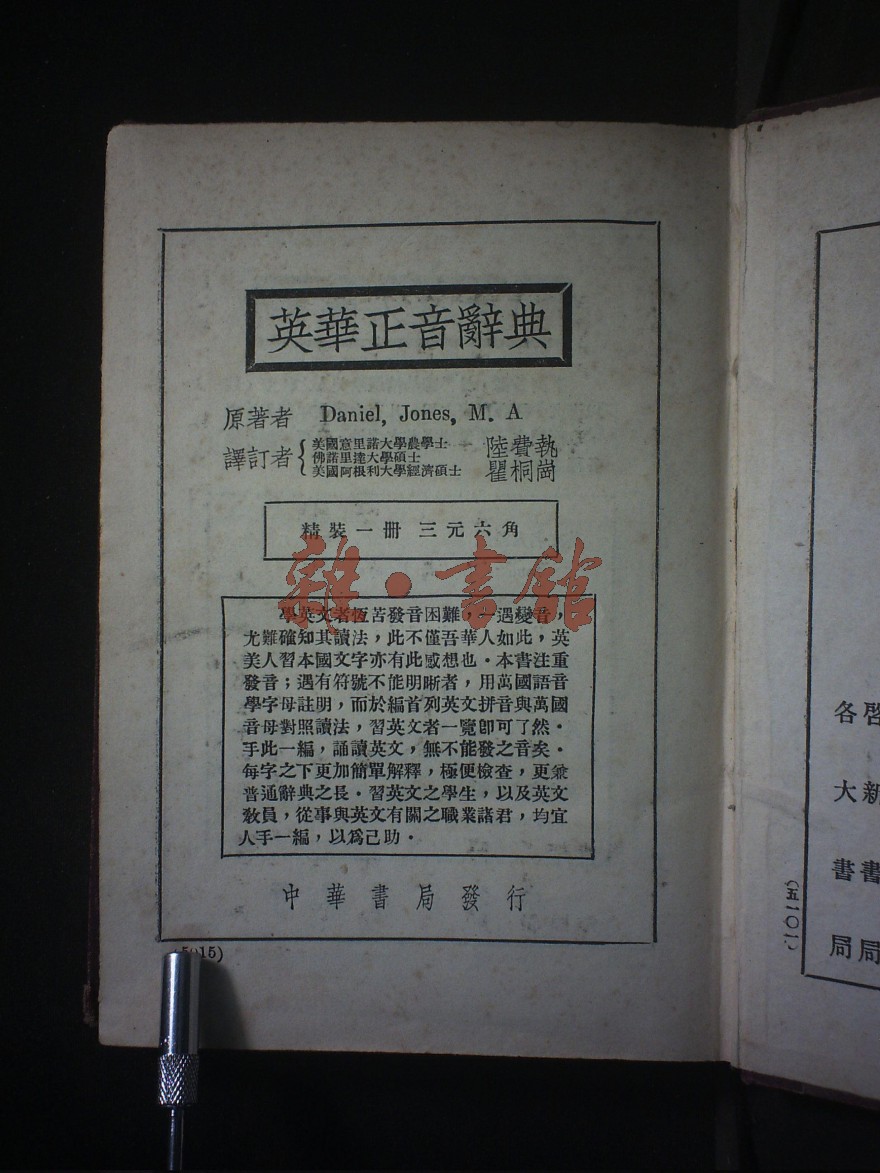 英華正音辭典
原著者 Daniel, Jones, M. A
譯訂者
美國意里諾大學農學士
佛諾里達大學碩士
美國阿根利大學經濟碩士
陸費執
瞿桐崗
精裝一冊 三元六角
雜·書館
學英文者恆苦發音困難，一遇變音，
尤難確知其讀法，此不僅吾華人如此，英
美人習本國文字亦有此感想也。本書注重
發音；遇有符號不能明晰者，用萬國語音
學字母註明，而於編首列英文拼音與萬國
音母對照讀法，習英文者一覽卽可了然。
手此一編，誦讀英文，無不能發之音矣。
每字之下更加簡單解釋，極便檢查，更兼
普通辭典之長。習英文之學生，以及英文
敎員，從事與英文有關之職業諸君，均宜
人手一編，以爲己助。
中華書局發行
15)
啓新書局
各大書局
(五一〇一)